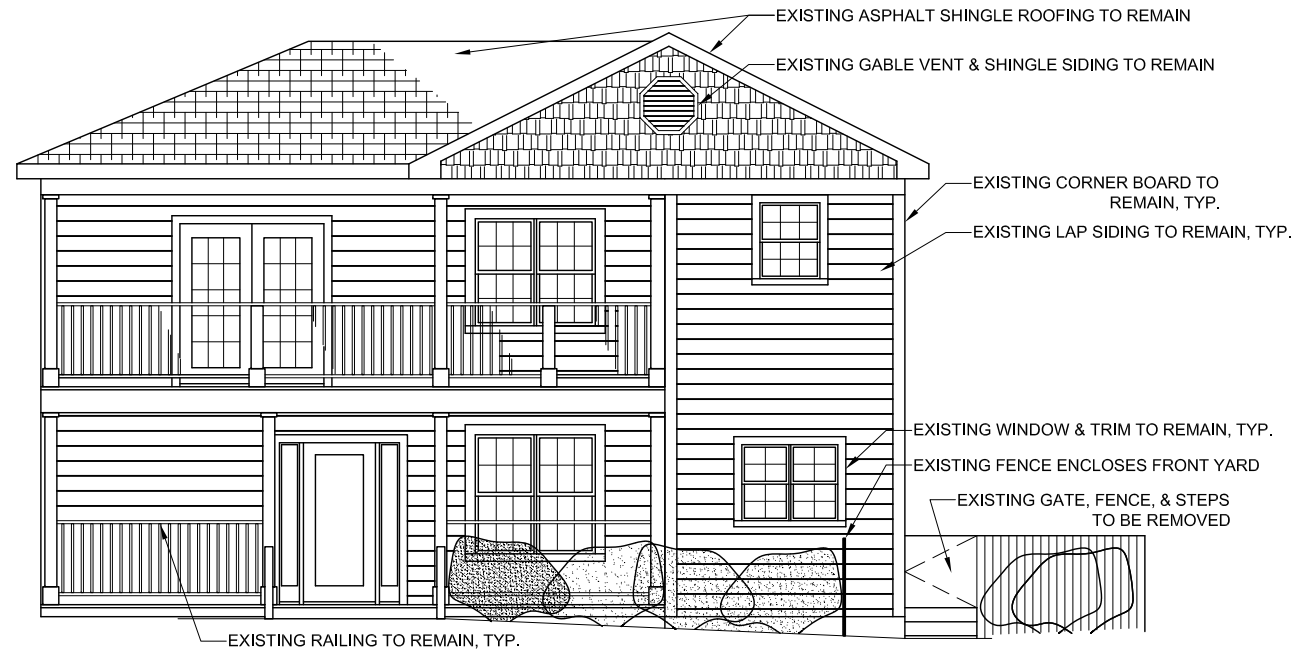 EXISTING ASPHALT SHINGLE ROOFING TO REMAIN
EXISTING GABLE VENT & SHINGLE SIDING TO REMAIN
EXISTING CORNER BOARD TO
REMAIN, TYP.
EXISTING LAP SIDING TO REMAIN, TYP.
EXISTING WINDOW & TRIM TO REMAIN, TYP.
EXISTING FENCE ENCLOSES FRONT YARD
EXISTING GATE, FENCE, & STEPS
TO BE REMOVED
EXISTING RAILING TO REMAIN, TYP.